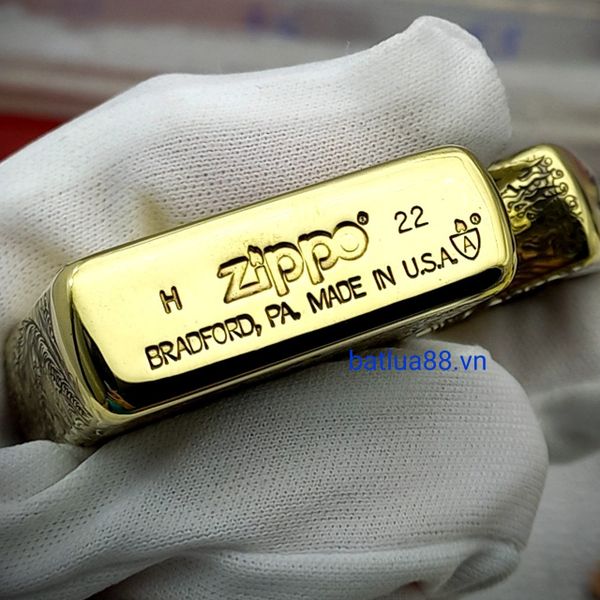 H zippo® 22
BRADFORD, PA. MADE IN U.S.A. A
batlua88.vn